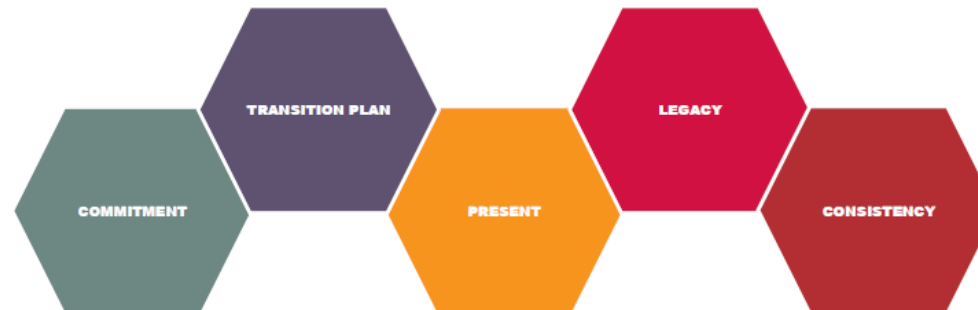 COMMITMENT
TRANSITION PLAN
PRESENT
LEGACY
CONSISTENCY